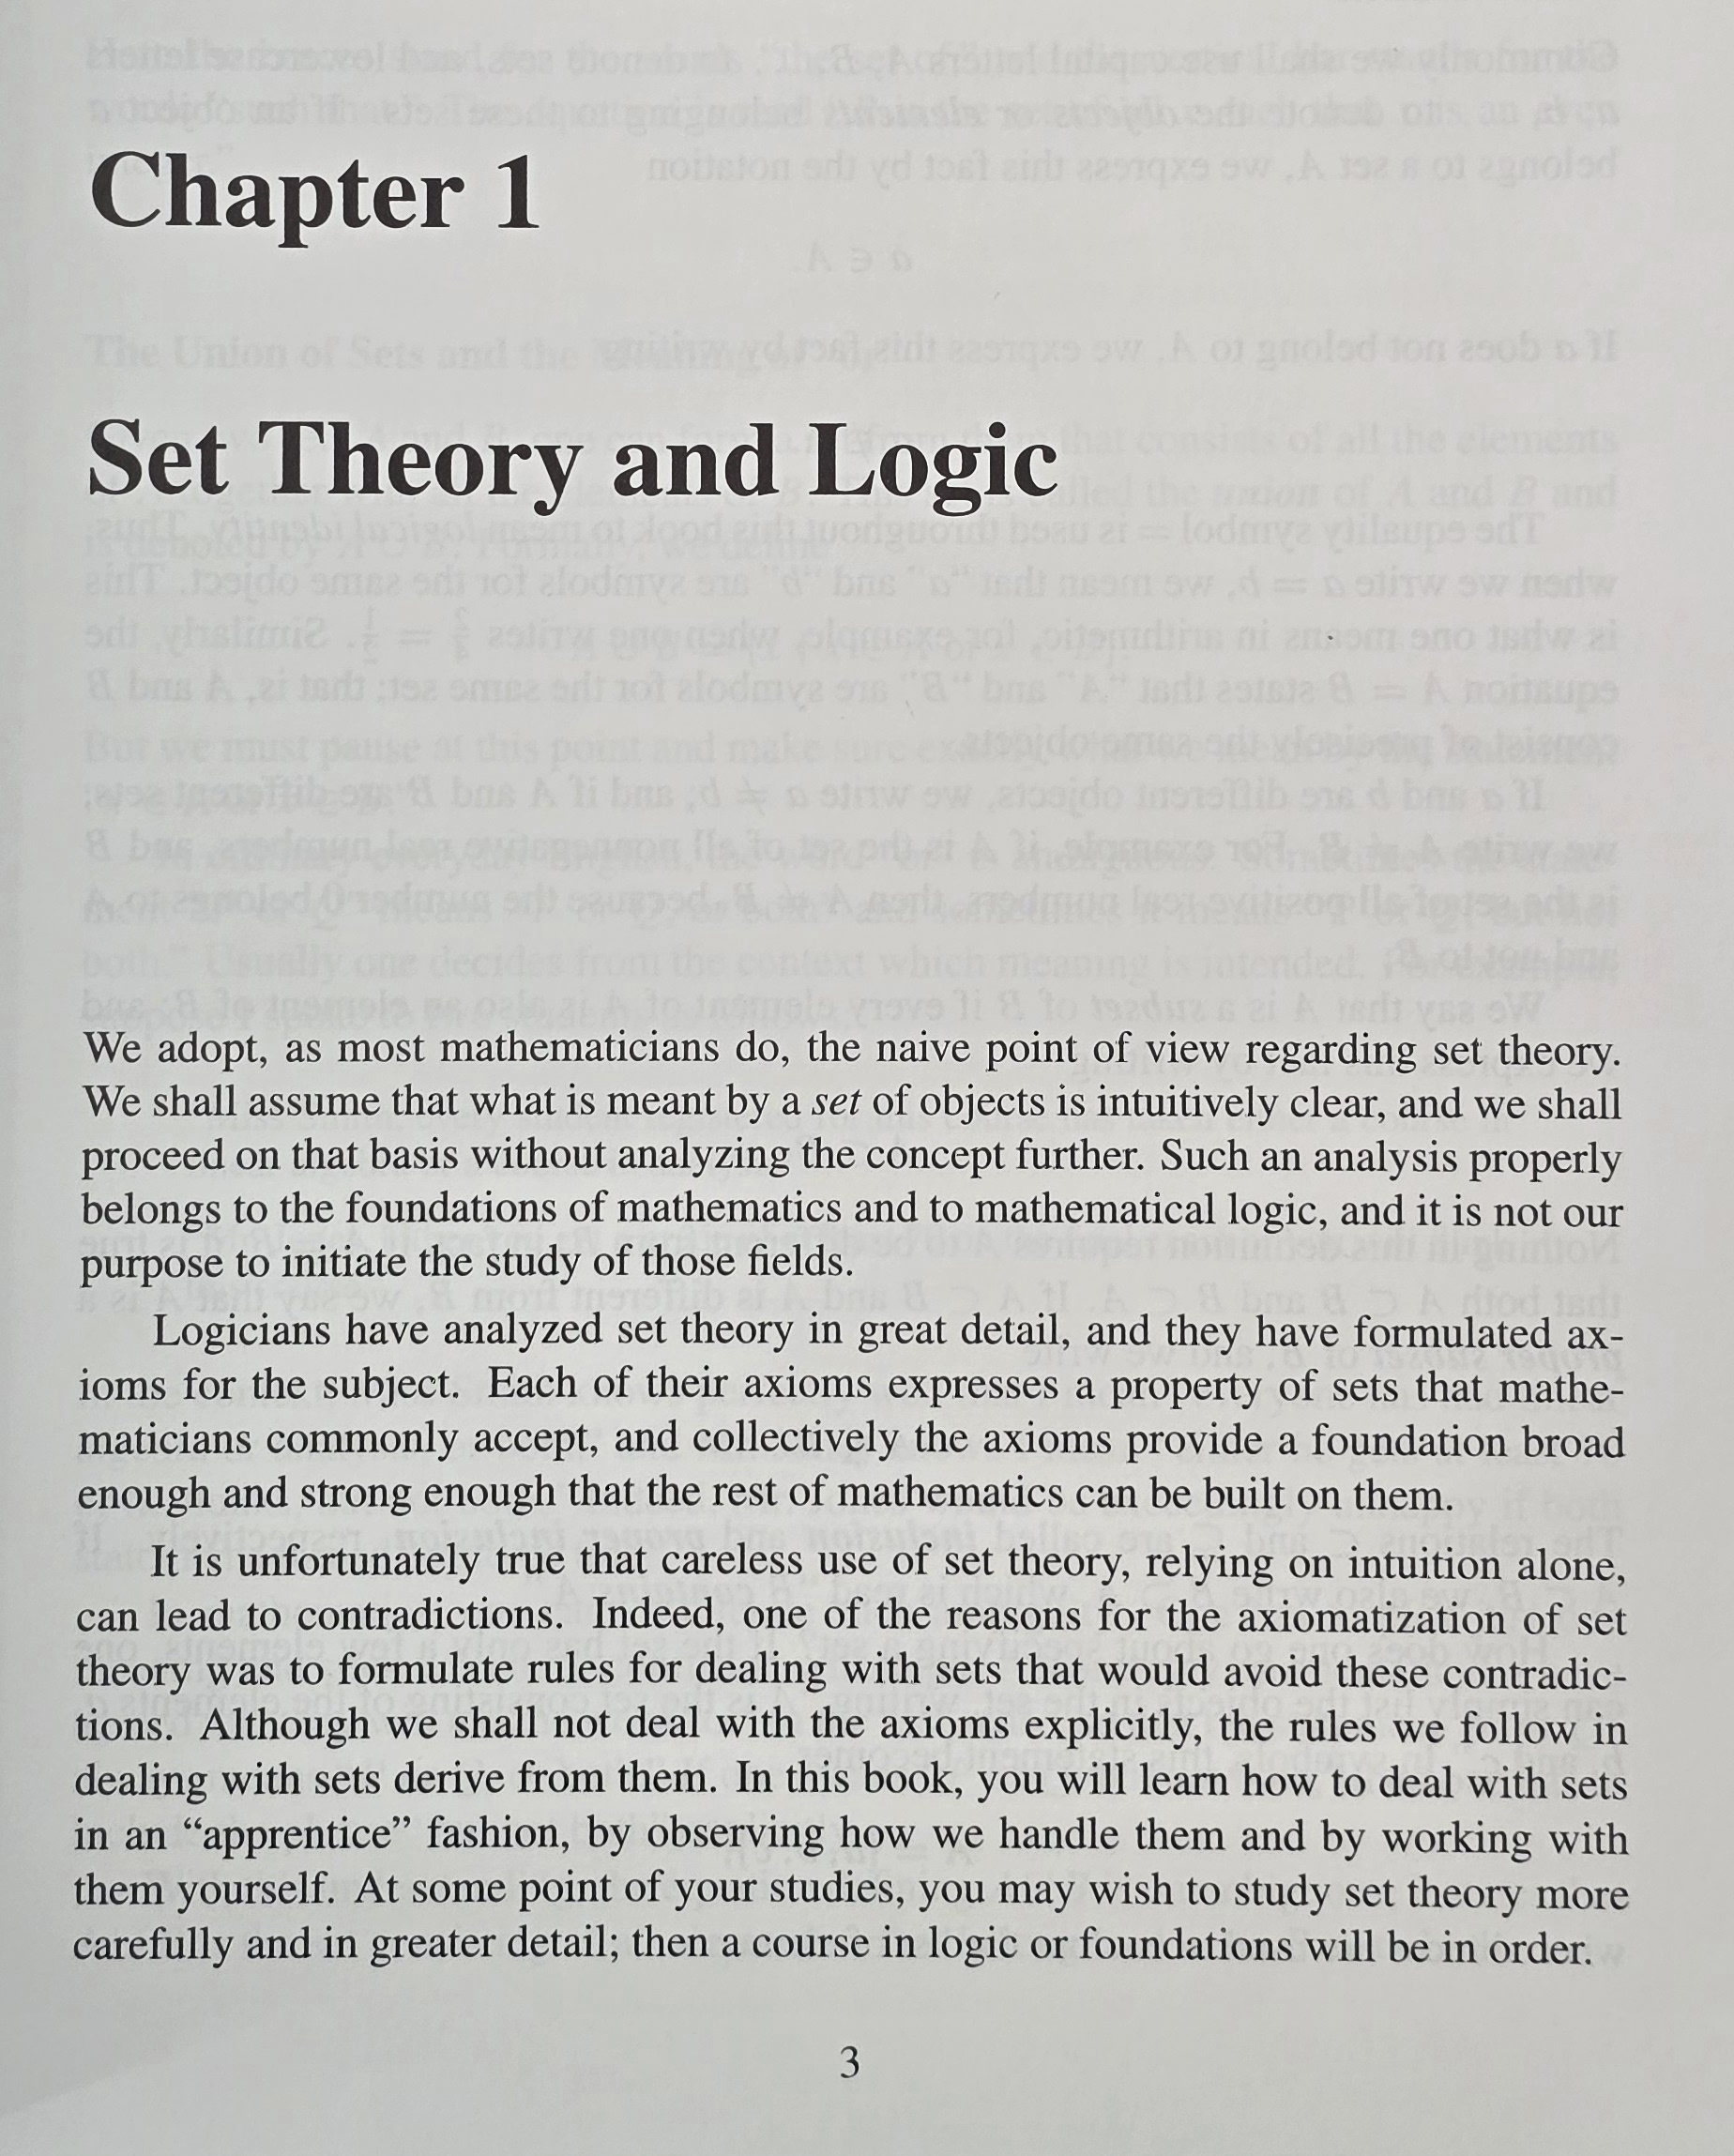 Chapter 1
Set Theory and Logic
We adopt, as most mathematicians do, the naive point of view regarding set theory.
We shall assume that what is meant by a set of objects is intuitively clear, and we shall
proceed on that basis without analyzing the concept further. Such an analysis properly
belongs to the foundations of mathematics and to mathematical logic, and it is not our
purpose to initiate the study of those fields.
Logicians have analyzed set theory in great detail, and they have formulated ax-
ioms for the subject. Each of their axioms expresses a property of sets that mathe-
maticians commonly accept, and collectively the axioms provide a foundation broad
enough and strong enough that the rest of mathematics can be built on them.
It is unfortunately true that careless use of set theory, relying on intuition alone,
can lead to contradictions. Indeed, one of the reasons for the axiomatization of set
theory was to formulate rules for dealing with sets that would avoid these contradic-
tions. Although we shall not deal with the axioms explicitly, the rules we follow in
dealing with sets derive from them. In this book, you will learn how to deal with sets
in an “apprentice” fashion, by observing how we handle them and by working with
them yourself. At some point of your studies, you may wish to study set theory more
carefully and in greater detail; then a course in logic or foundations will be in order.
3